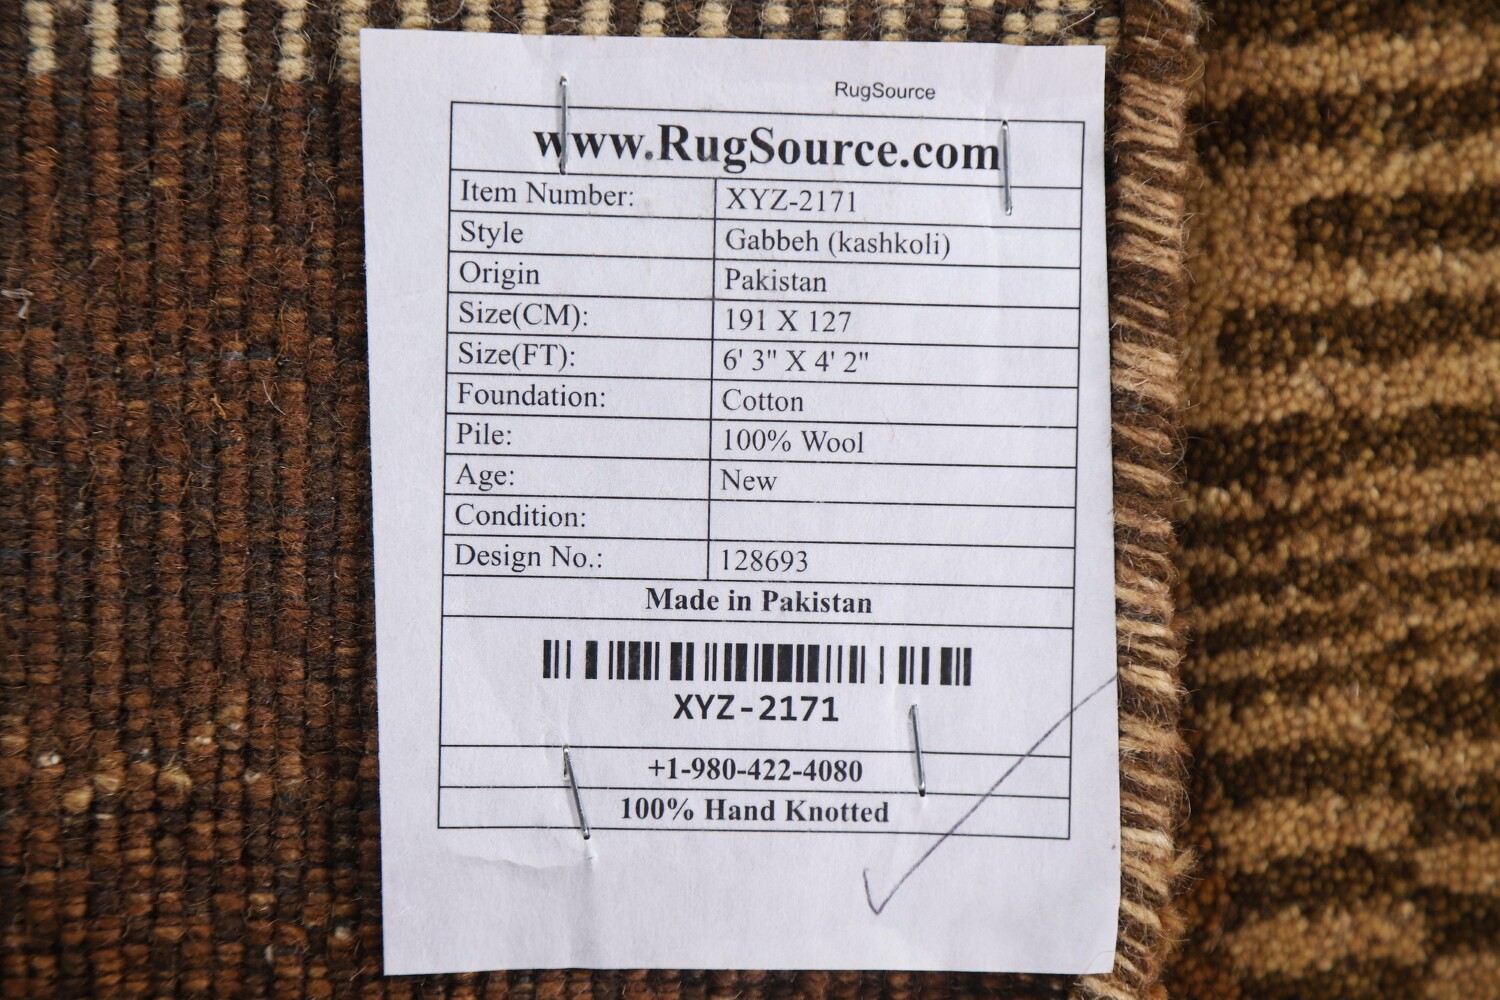 RugSource
www.RugSource.com
Item Number: XYZ-2171
Style Gabbeh (kashkoli)
Origin Pakistan
Size(CM): 191 X 127
Size(FT): 6' 3" X 4' 2"
Foundation: Cotton
Pile: 100% Wool
Age: New
Condition:
Design No.: 128693
Made in Pakistan
XYZ-2171
+1-980-422-4080
100% Hand Knotted